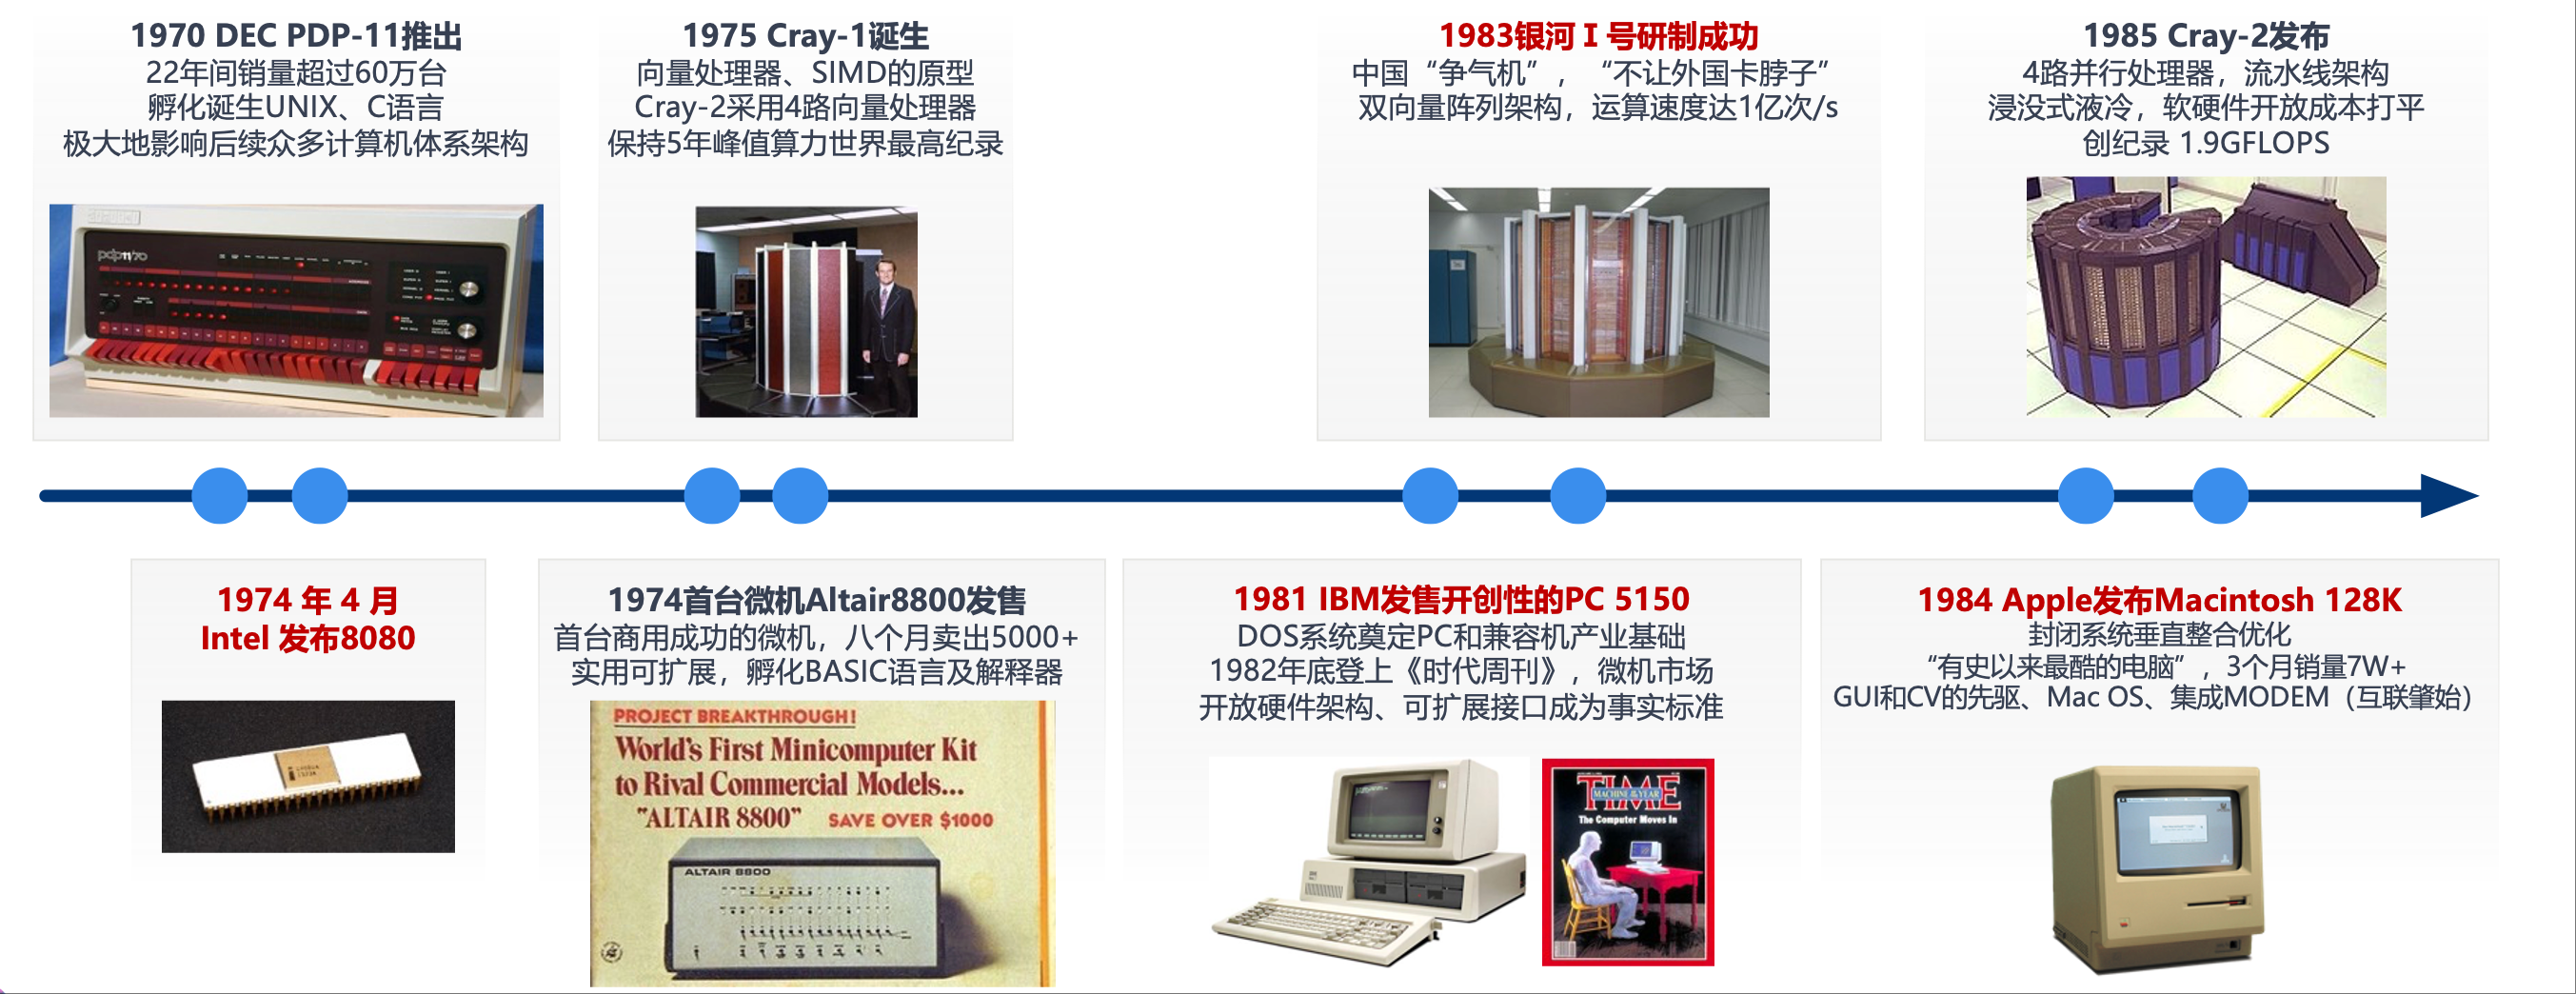 1970 DEC PDP-11推出
22年间销量超过60万台
孵化诞生UNIX、C语言
极大地影响后续众多计算机体系架构
pdp11/70
1975 Cray-1诞生
向量处理器、SIMD的原型
Cray-2采用4路向量处理器
保持5年峰值算力世界最高纪录
1983银河 I 号研制成功
中国“争气机”，“不让外国卡脖子”
双向量阵列架构，运算速度达1亿次/s
1985 Cray-2发布
4路并行处理器，流水线架构
浸没式液冷，软硬件开放成本打平
创纪录 1.9GFLOPS
1974 年 4 月
Intel 发布8080
1974首台微机Altair8800发售
首台商用成功的微机，八个月卖出5000+
实用可扩展，孵化BASIC语言及解释器
PROJECT BREAKTHROUGH!
World's First Minicomputer Kit
to Rival Commercial Models...
"ALTAIR 8800" SAVE OVER $1000
ALTAIR 8800
1981 IBM发售开创性的PC 5150
DOS系统奠定PC和兼容机产业基础
1982年底登上《时代周刊》，微机市场
开放硬件架构、可扩展接口成为事实标准
TIME
MACHINE OF THE YEAR
The Computer Moves In
1984 Apple发布Macintosh 128K
封闭系统垂直整合优化
“有史以来最酷的电脑”，3个月销量7W+
GUI和CV的先驱、Mac OS、集成MODEM（互联肇始）